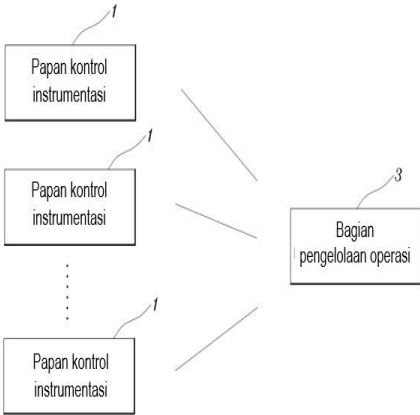 1
Papan kontrol
instrumentasi
1
Papan kontrol
instrumentasi
3
Bagian
pengelolaan operasi
1
Papan kontrol
instrumentasi